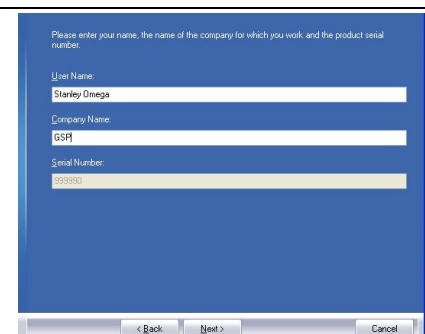 Please enter your name, the name of the company for which you work and the product serial
number.
User Name:
Stanley Omega
Company Name:
GSP
Serial Number:
999990
< Back Next > Cancel